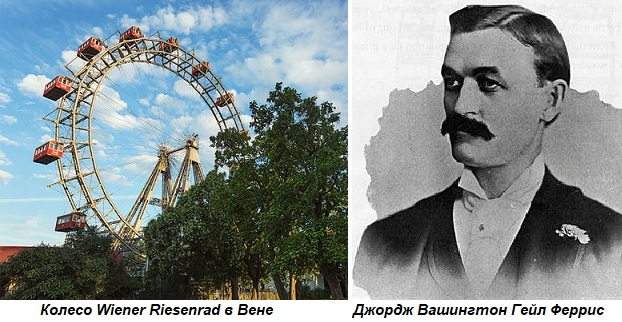 Колесо Wiener Riesenrad в Вене
Джордж Вашингтон Гейл Феррис